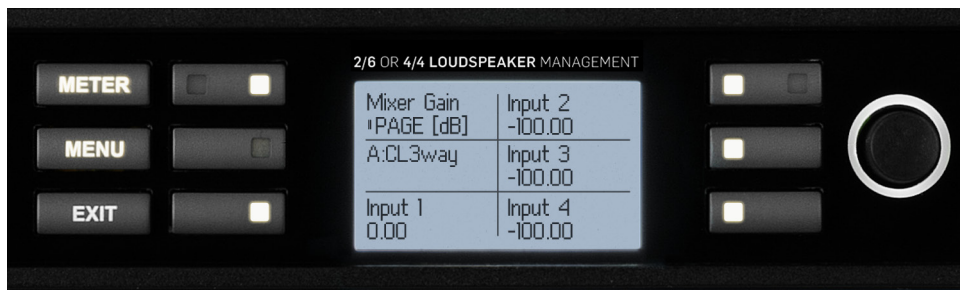 2/6 OR 4/4 LOUDSPEAKER MANAGEMENT
METER
MENU
EXIT
Mixer Gain
PAGE [dB]
A:CL3way
Input 1
0.00
Input 2
-100.00
Input 3
-100.00
Input 4
-100.00